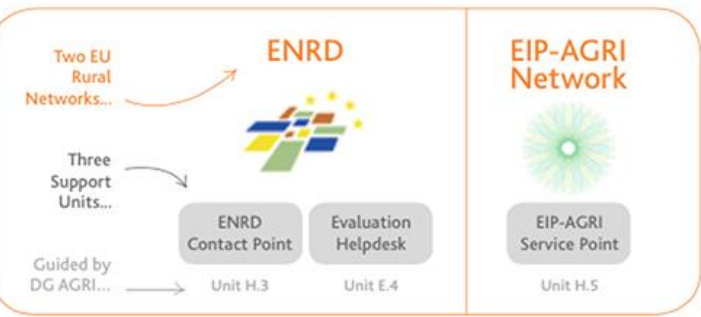 Two EU
Rural
Networks...
ENRD
EIP-AGRI
Network
Three
Support
Units...
ENRD
Contact Point
Evaluation
Helpdesk
EIP-AGRI
Service Point
Guided by
DG AGRI...
Unit H.3
Unit E.4
Unit H.5